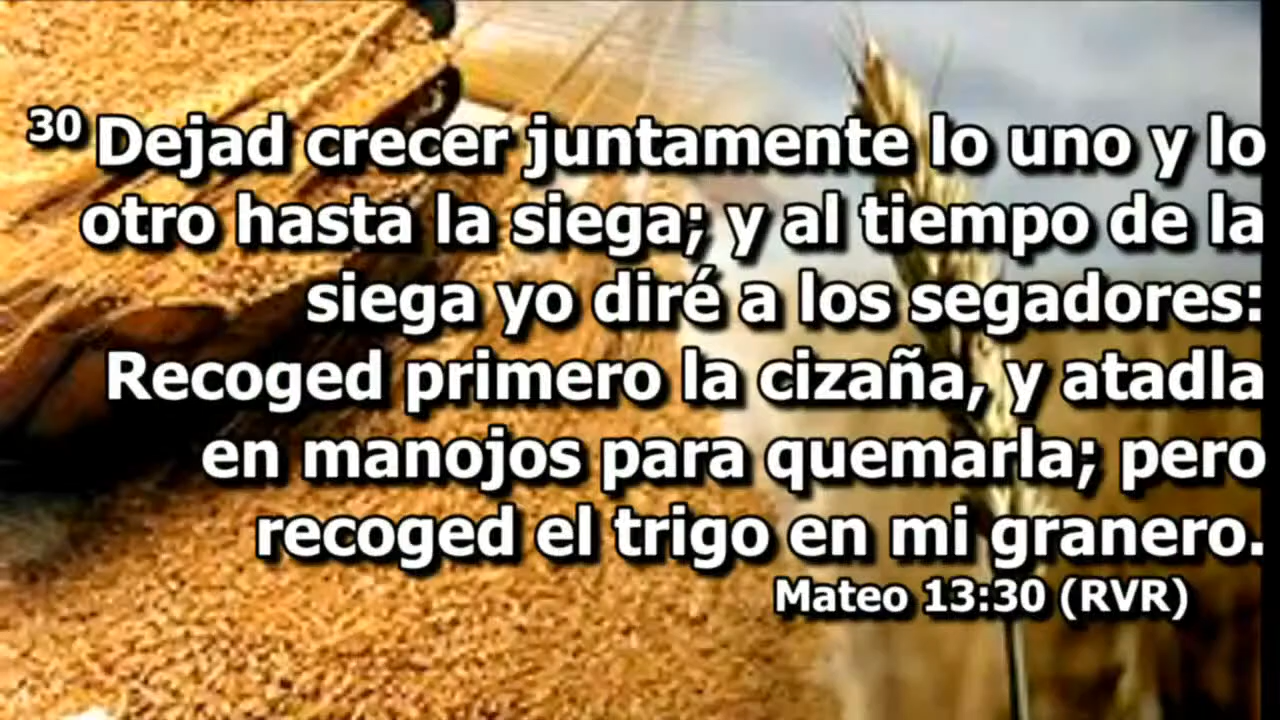 30 Dejad crecer juntamente lo uno y lo
otro hasta la siega; y al tiempo de la
siega yo diré a los segadores:
Recoged primero la cizaña, y atadla
en manojos para quemarla; pero
recoged el trigo en mi granero.
Mateo 13:30 (RVR)